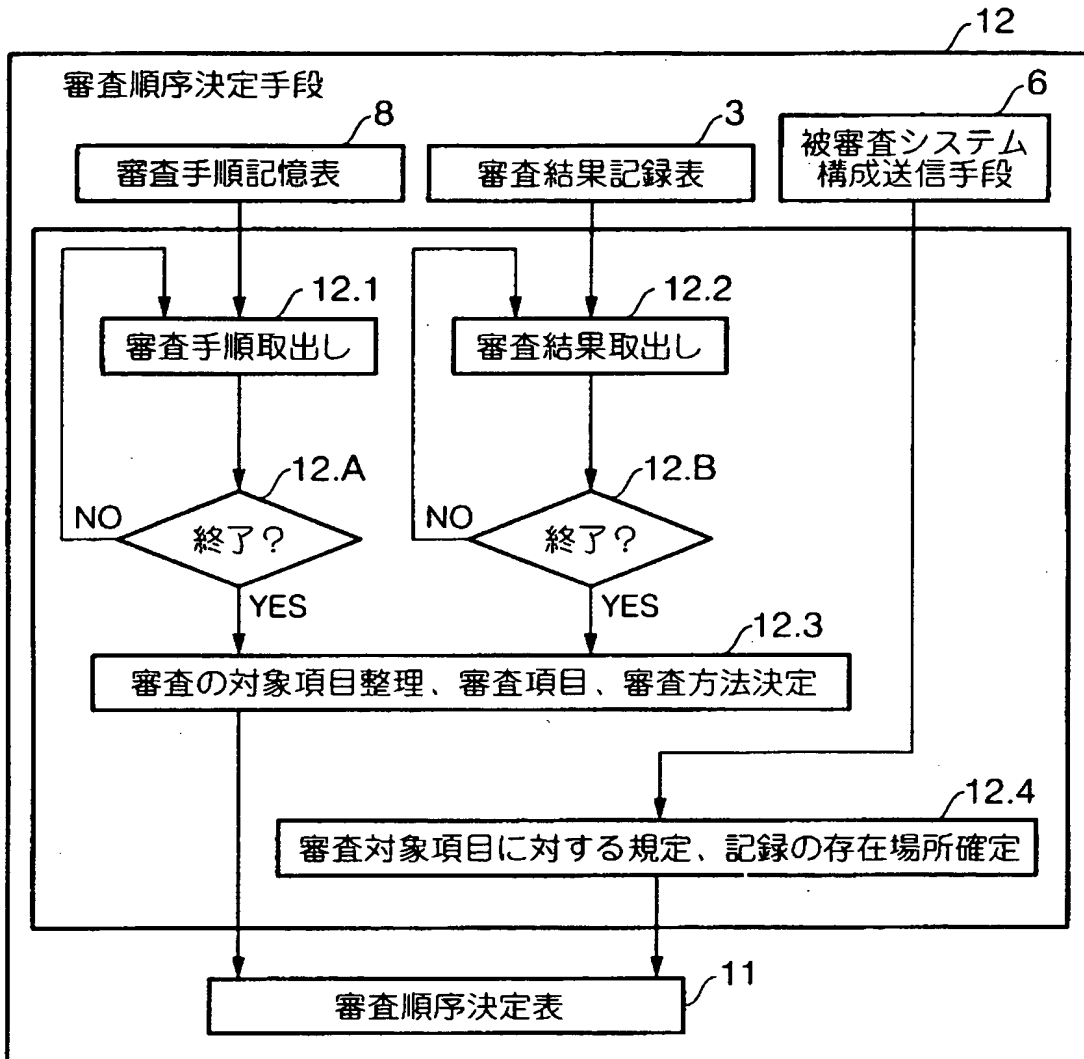 12
審査順序決定手段
8
3
6
審査手順記憶表
審査結果記録表
被審査システム
構成送信手段
12.1
12.2
審査手順取出し
審査結果取出し
12.A
12.B
NO
終了?
NO
終了?
YES
YES
12.3
審査の対象項目整理、審査項目、審査方法決定
12.4
審査対象項目に対する規定、記録の存在場所確定
11
審査順序決定表